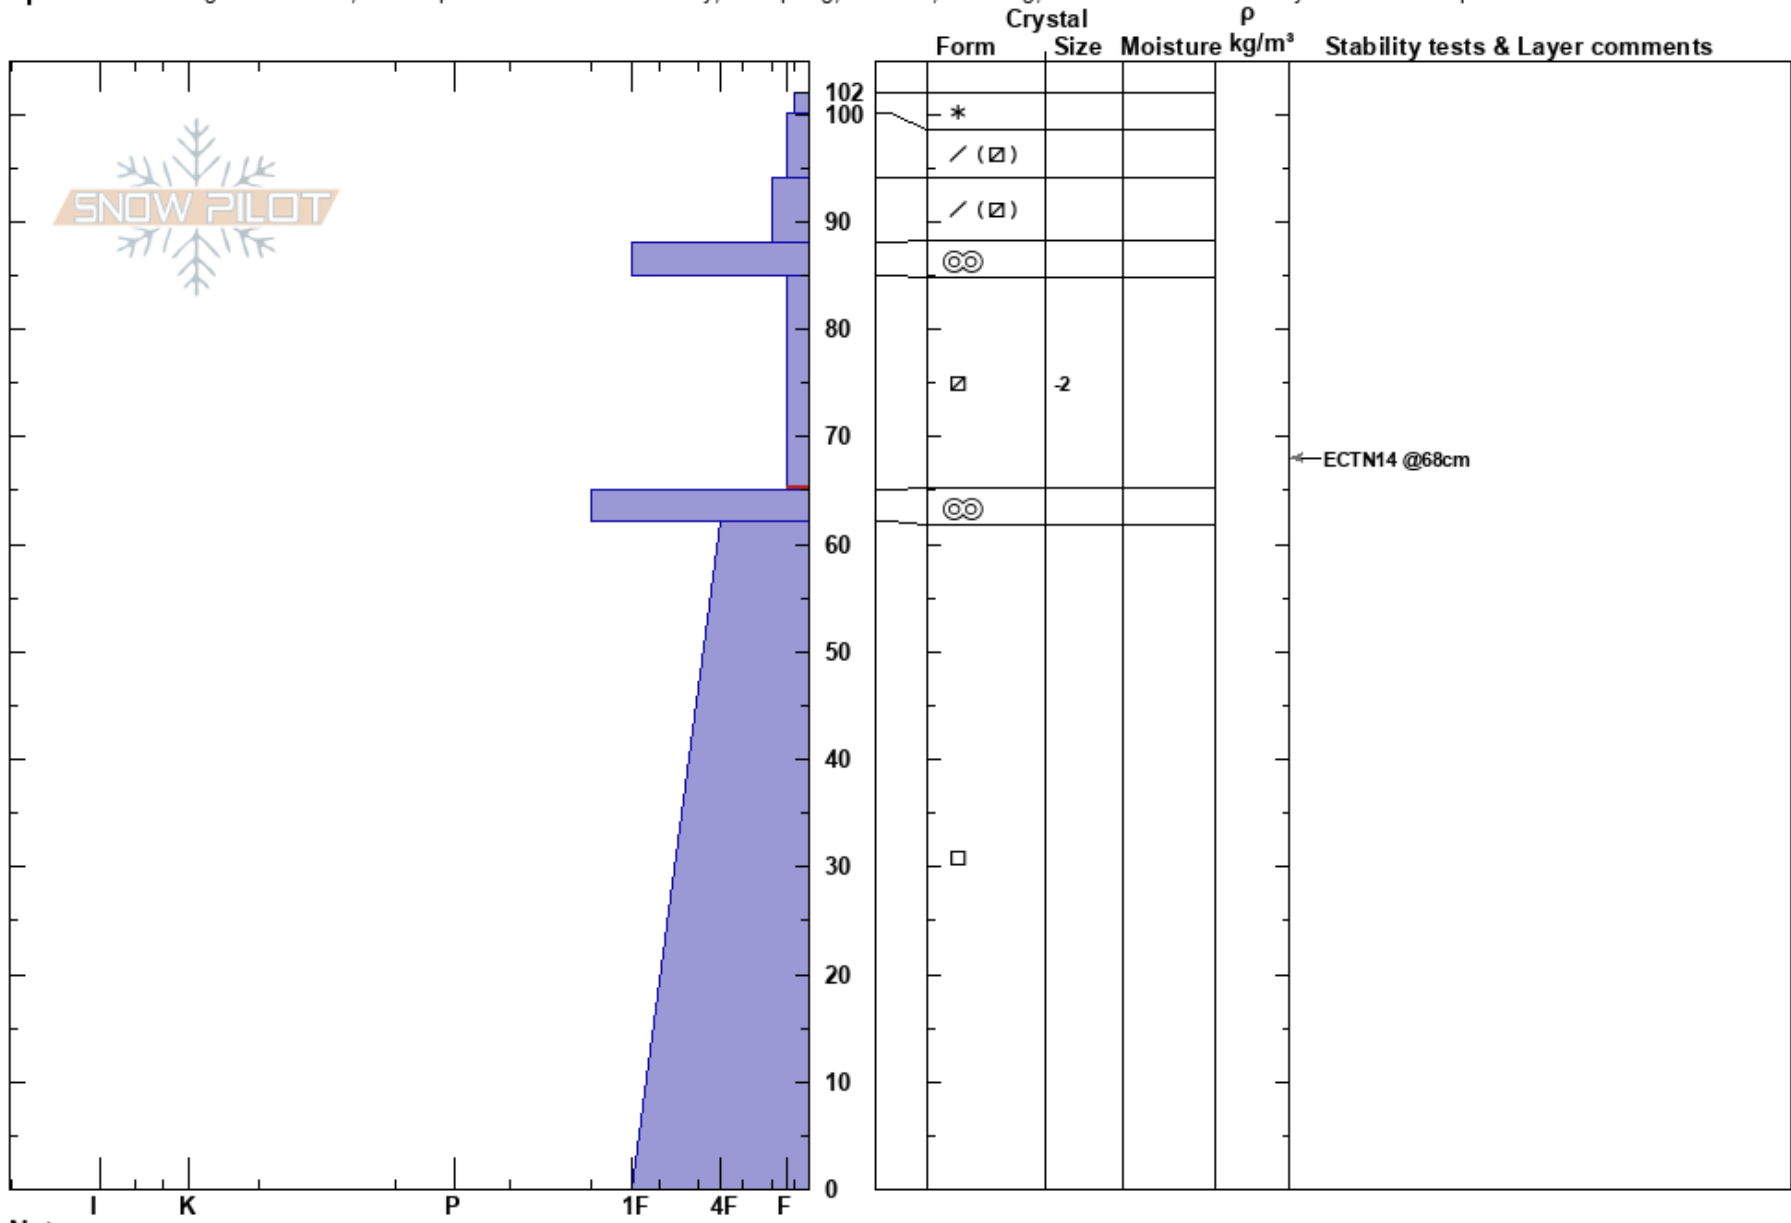 Crystal ρ
Form Size Moisture kg/m³ Stability tests & Layer comments
102
100
SNOW PILOT
90
80
-2
70
ECTN14 @68cm
60
50
40
30
20
10
0
I K P 1F 4F F